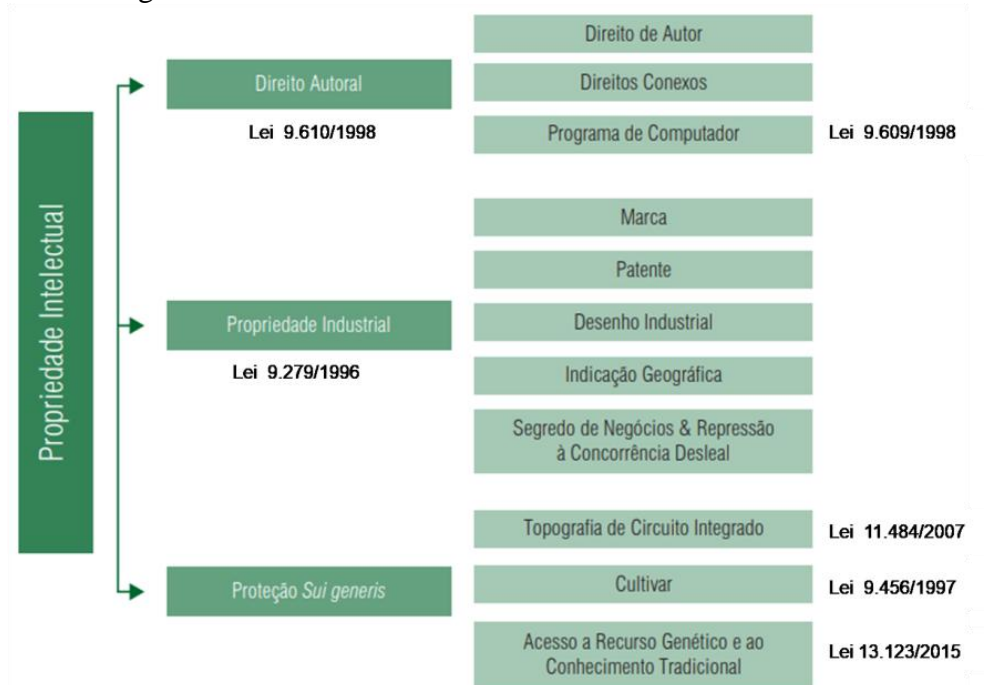 Direito de Autor
Direito Autoral
Direitos Conexos
Lei 9.610/1998
Programa de Computador
Lei 9.609/1998
Propriedade Intelectual
Marca
Patente
Propriedade Industrial
Desenho Industrial
Lei 9.279/1996
Indicação Geográfica
Segredo de Negócios & Repressão
à Concorrência Desleal
Topografia de Circuito Integrado
Lei 11.484/2007
Proteção Sui generis
Cultivar
Lei 9.456/1997
Acesso a Recurso Genético e ao
Conhecimento Tradicional
Lei 13.123/2015